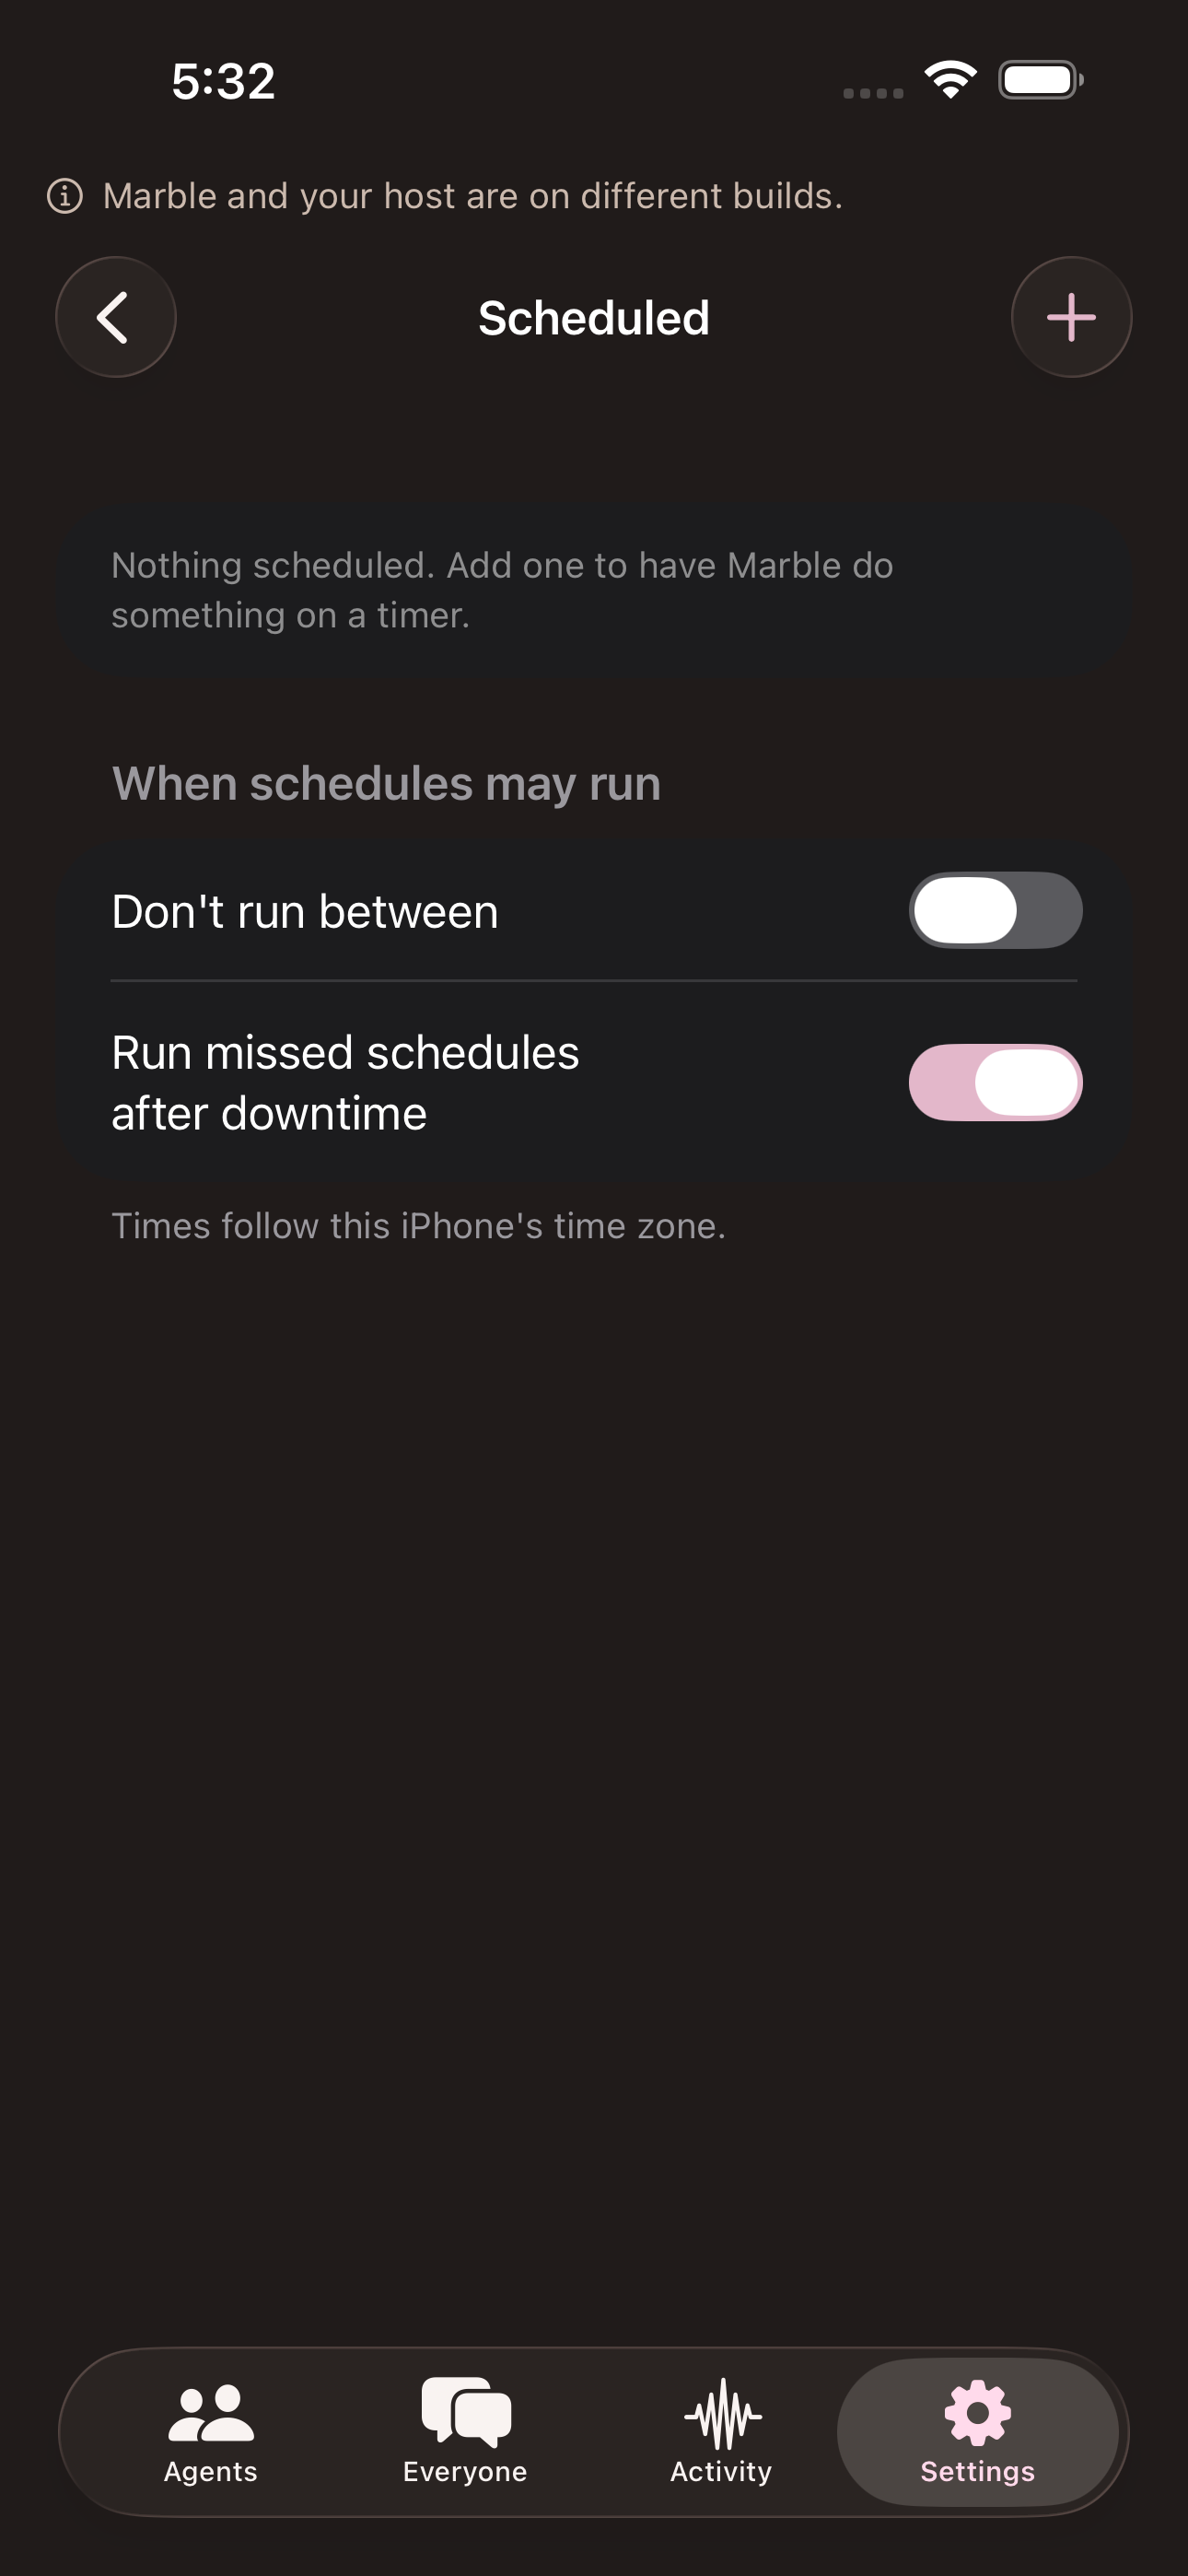 5:32
Marble and your host are on different builds.
Scheduled
Nothing scheduled. Add one to have Marble do
something on a timer.
When schedules may run
Don't run between
Run missed schedules
after downtime
Times follow this iPhone's time zone.
Agents
Everyone
Activity
Settings